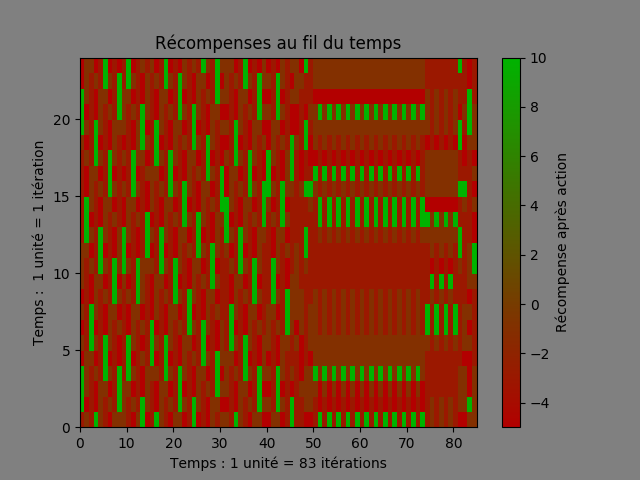 Récompenses au fil du temps
Temps :  1 unité = 1 itération
20
15
10
5
0
0 10 20 30 40 50 60 70 80
Temps : 1 unité = 83 itérations
10
8
6
4
2
0
−2
−4
Récompense après action